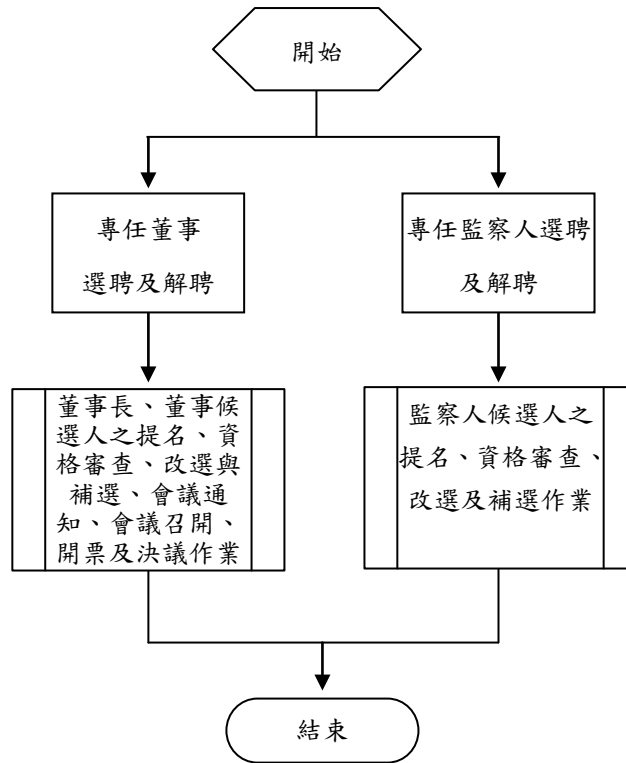 開始
專任董事
選聘及解聘
專任監察人選聘
及解聘
董事長、董事候
選人之提名、資
格審查、改選與
補選、會議通
知、會議召開、
開票及決議作業
監察人候選人之
提名、資格審查、
改選及補選作業
結束